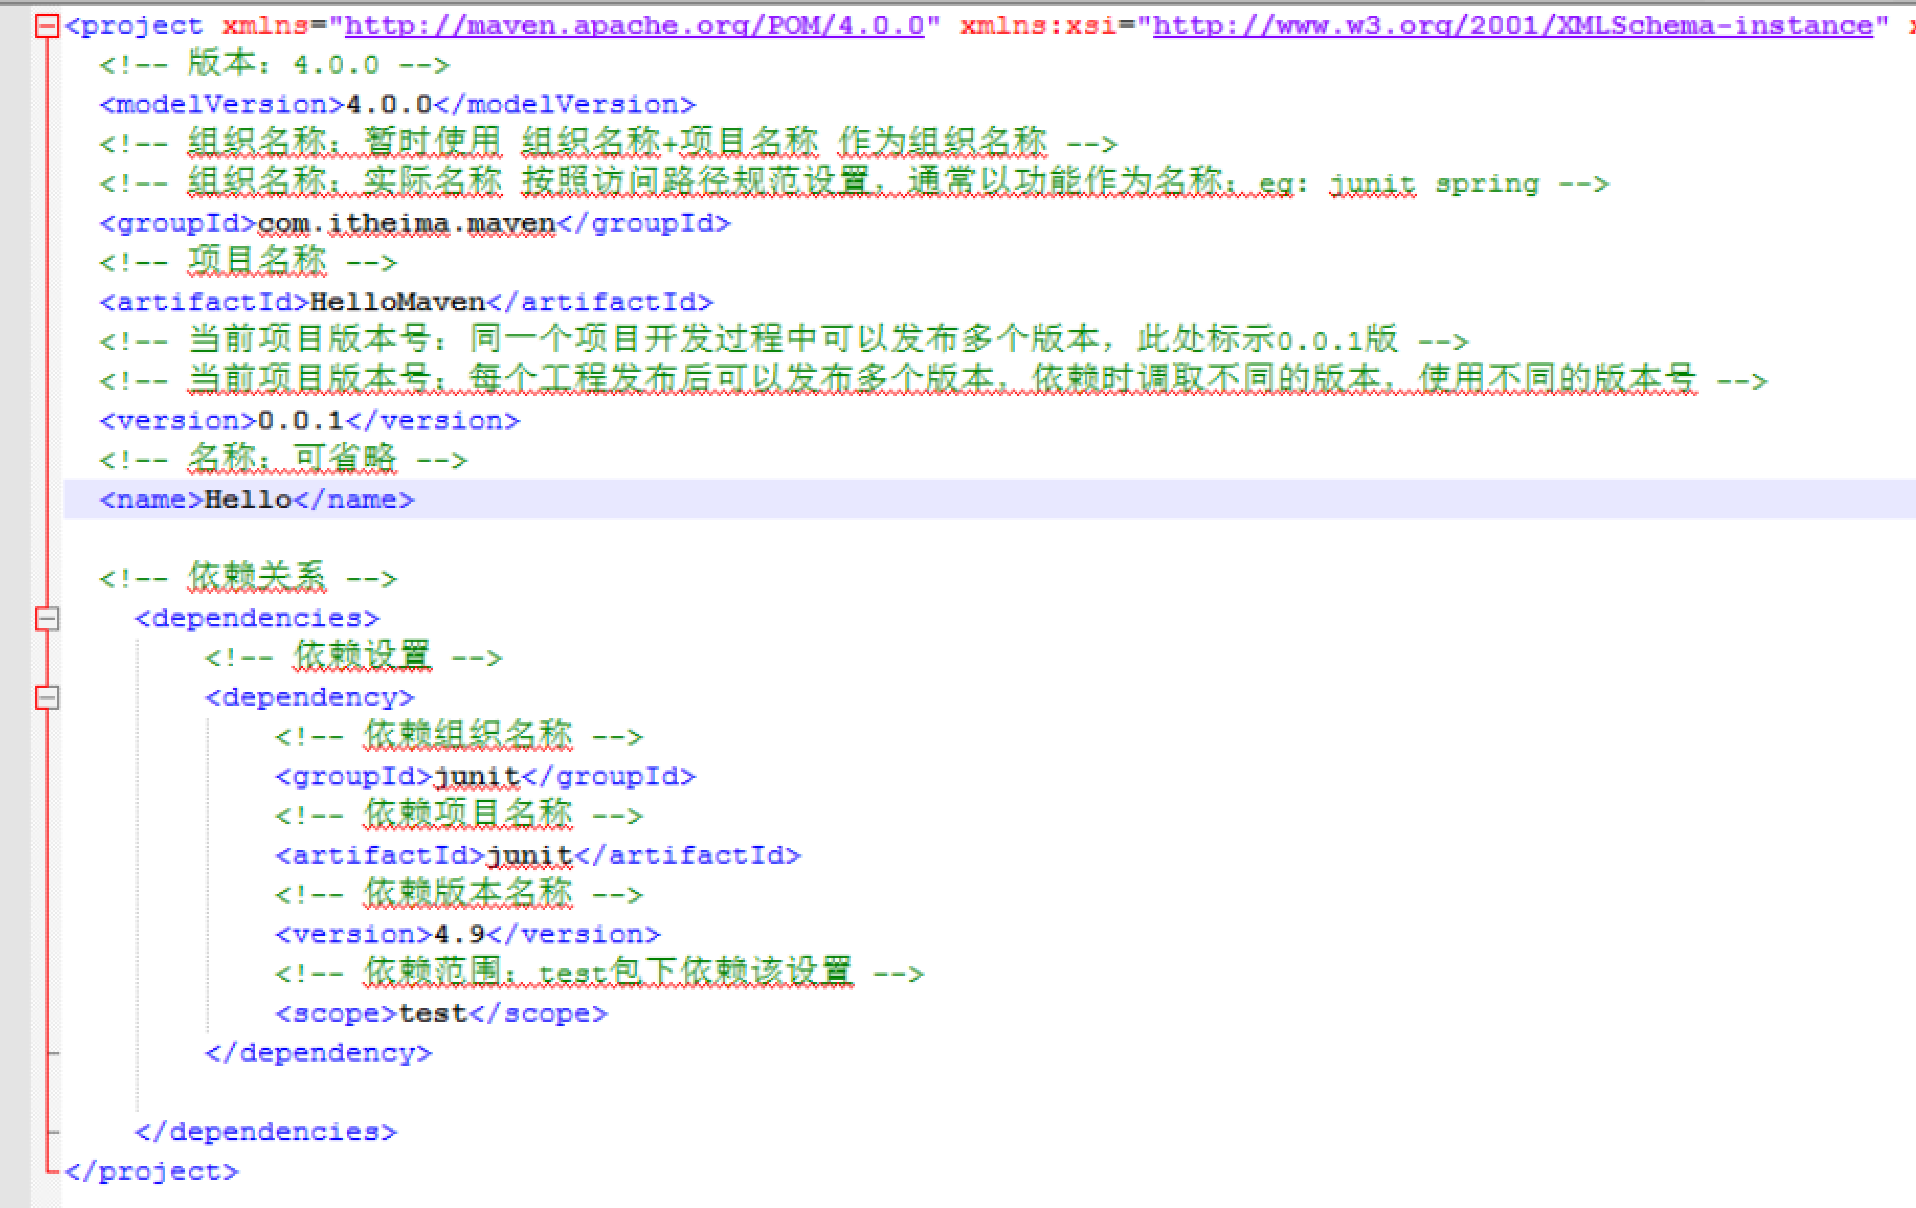 <project xmlns="http://maven.apache.org/POM/4.0.0" xmlns:xsi="http://www.w3.org/2001/XMLSchema-instance"
<!-- 版本：4.0.0 -->
<modelVersion>4.0.0</modelVersion>
<!-- 组织名称：暂时使用 组织名称+项目名称 作为组织名称 -->
<!-- 组织名称：实际名称 按照访问路径规范设置，通常以功能作为名称：eg: junit spring -->
<groupId>com.itheima.maven</groupId>
<!-- 项目名称 -->
<artifactId>HelloMaven</artifactId>
<!-- 当前项目版本号：同一个项目开发过程中可以发布多个版本，此处标示0.0.1版 -->
<!-- 当前项目版本号：每个工程发布后可以发布多个版本，依赖时调取不同的版本，使用不同的版本号 -->
<version>0.0.1</version>
<!-- 名称：可省略 -->
<name>Hello</name>
<!-- 依赖关系 -->
<dependencies>
<!-- 依赖设置 -->
<dependency>
<!-- 依赖组织名称 -->
<groupId>junit</groupId>
<!-- 依赖项目名称 -->
<artifactId>junit</artifactId>
<!-- 依赖版本名称 -->
<version>4.9</version>
<!-- 依赖范围：test包下依赖该设置 -->
<scope>test</scope>
</dependency>
</dependencies>
</project>